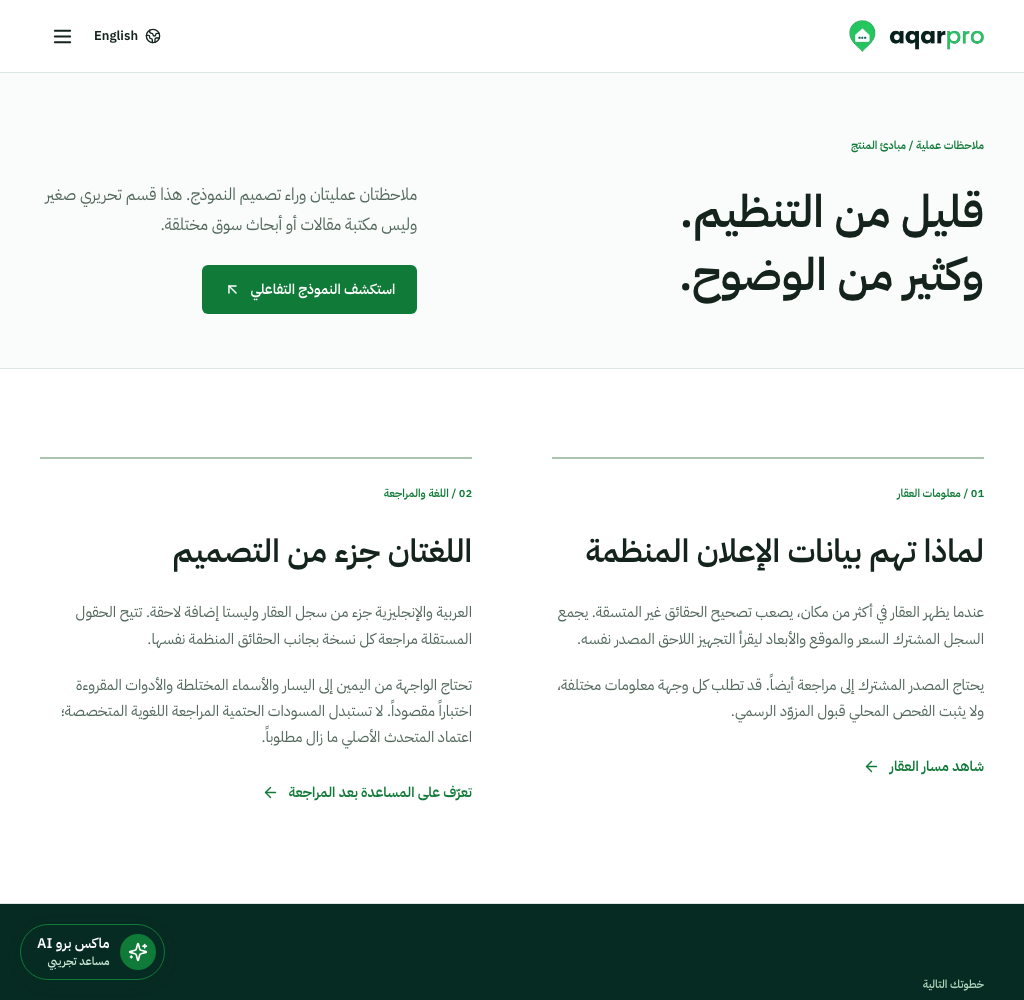 aqarpro
English
ملاحظات عملية / مبادئ المنتج
قليل من التنظيم.
وكثير من الوضوح.
ملاحظتان عمليتان وراء تصميم النموذج. هذا قسم تحريري صغير
وليس مكتبة مقالات أو أبحاث سوق مختلقة.
استكشف النموذج التفاعلي
01 / معلومات العقار
لماذا تهم بيانات الإعلان المنظمة
عندما يظهر العقار في أكثر من مكان، يصعب تصحيح الحقائق غير المتسقة. يجمع
السجل المشترك السعر والموقع والأبعاد ليقرأ التجهيز اللاحق المصدر نفسه.
يحتاج المصدر المشترك إلى مراجعة أيضاً. قد تطلب كل وجهة معلومات مختلفة،
ولا يثبت الفحص المحلي قبول المزوّد الرسمي.
شاهد مسار العقار
02 / اللغة والمراجعة
اللغتان جزء من التصميم
العربية والإنجليزية جزء من سجل العقار وليستا إضافة لاحقة. تتيح الحقول
المستقلة مراجعة كل نسخة بجانب الحقائق المنظمة نفسها.
تحتاج الواجهة من اليمين إلى اليسار والأسماء المختلطة والأدوات المقروءة
اختباراً مقصوداً. لا تستبدل المسودات الحتمية المراجعة اللغوية المتخصصة؛
اعتماد المتحدث الأصلي ما زال مطلوباً.
تعرّف على المساعدة بعد المراجعة
خطوتك التالية
ماكس برو AI
مساعد تجريبي